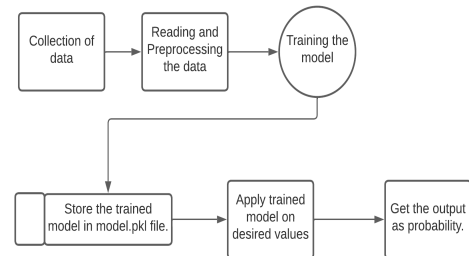 Collection of
data
Reading and
Preprocessing
the data
Training the
model
Store the trained
model in model.pkl file.
Apply trained
model on
desired values
Get the output
as probability.